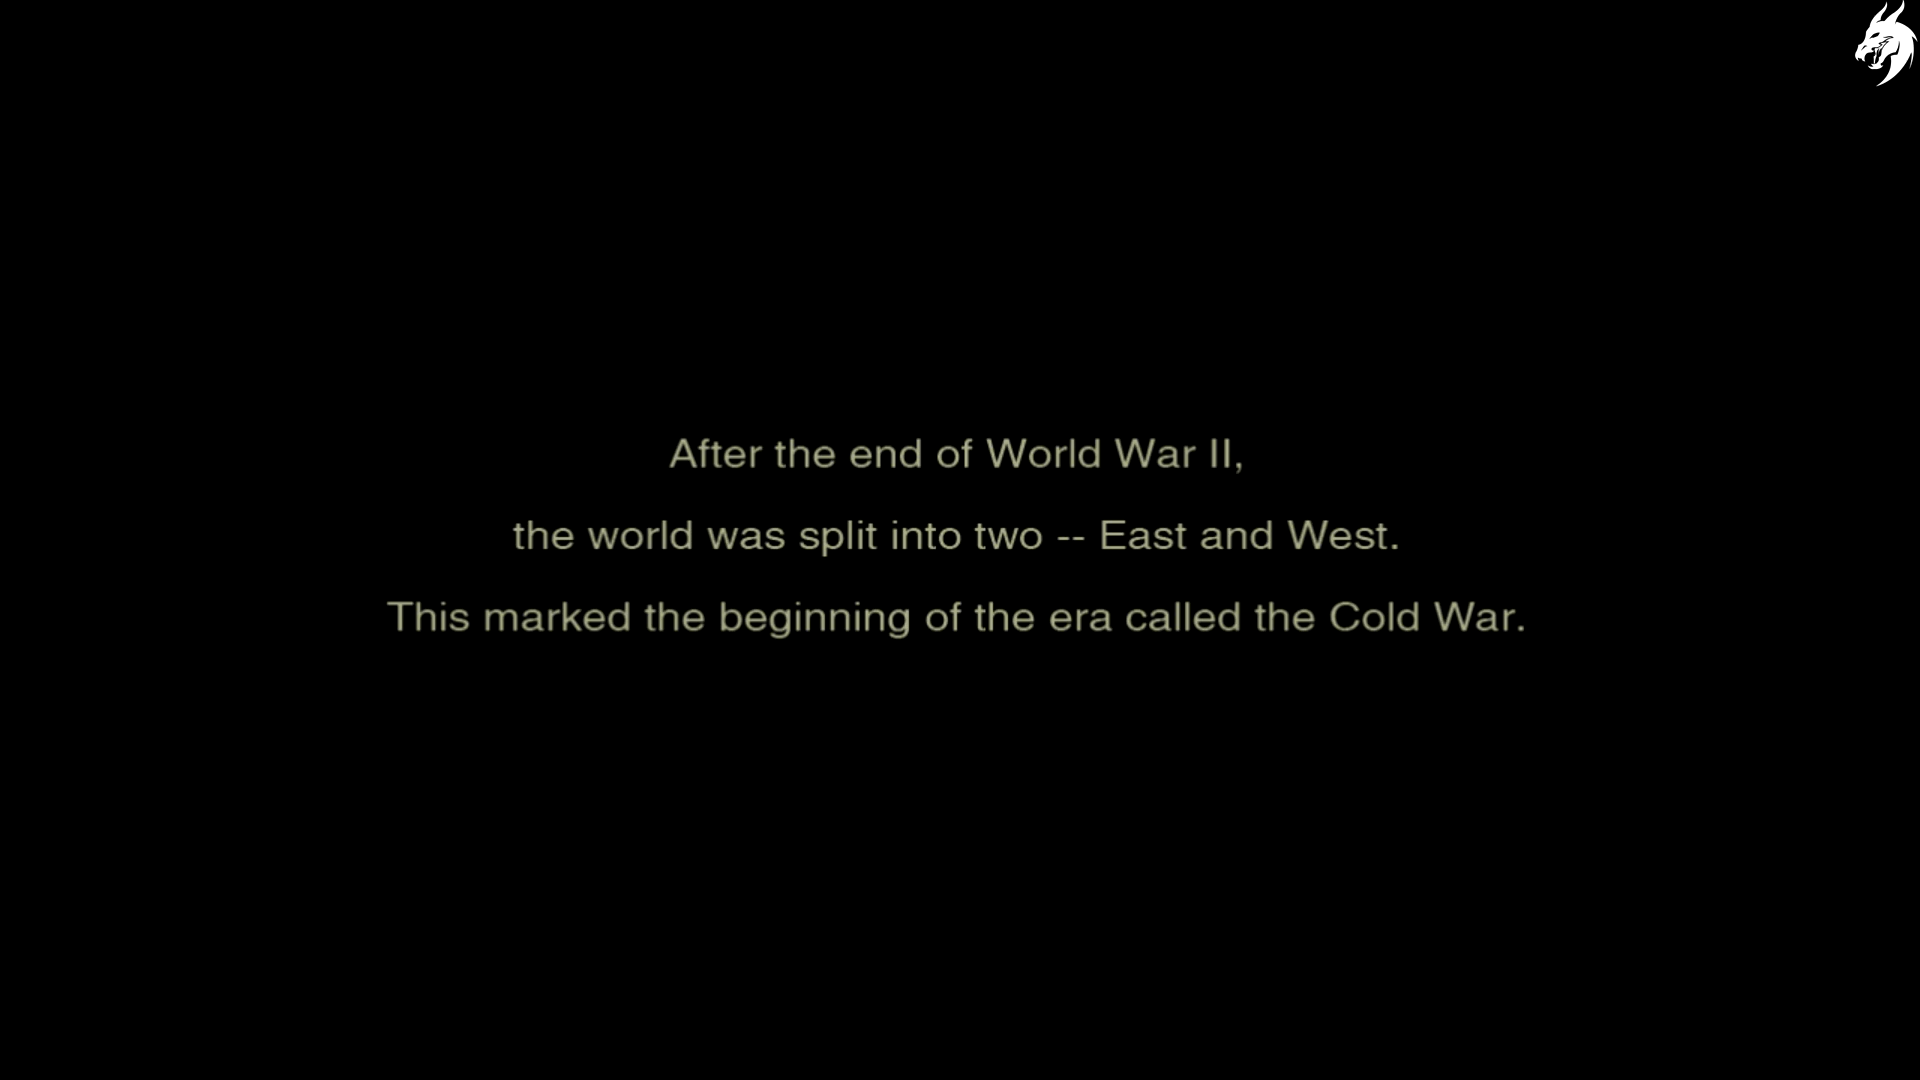 After the end of World War II,
the world was split into two -- East and West.
This marked the beginning of the era called the Cold War.